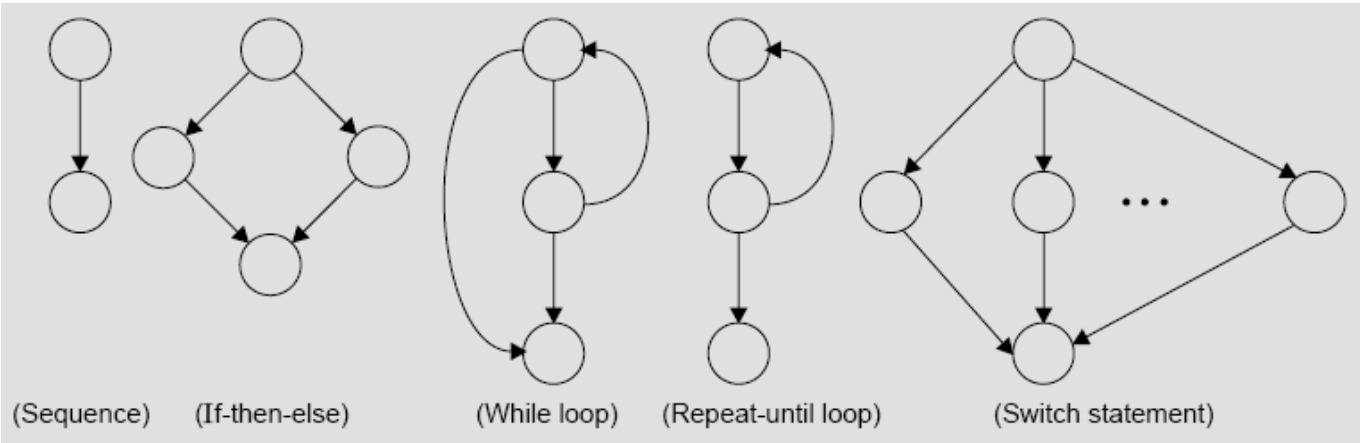 (Sequence) (If-then-else) (While loop) (Repeat-until loop) (Switch statement)